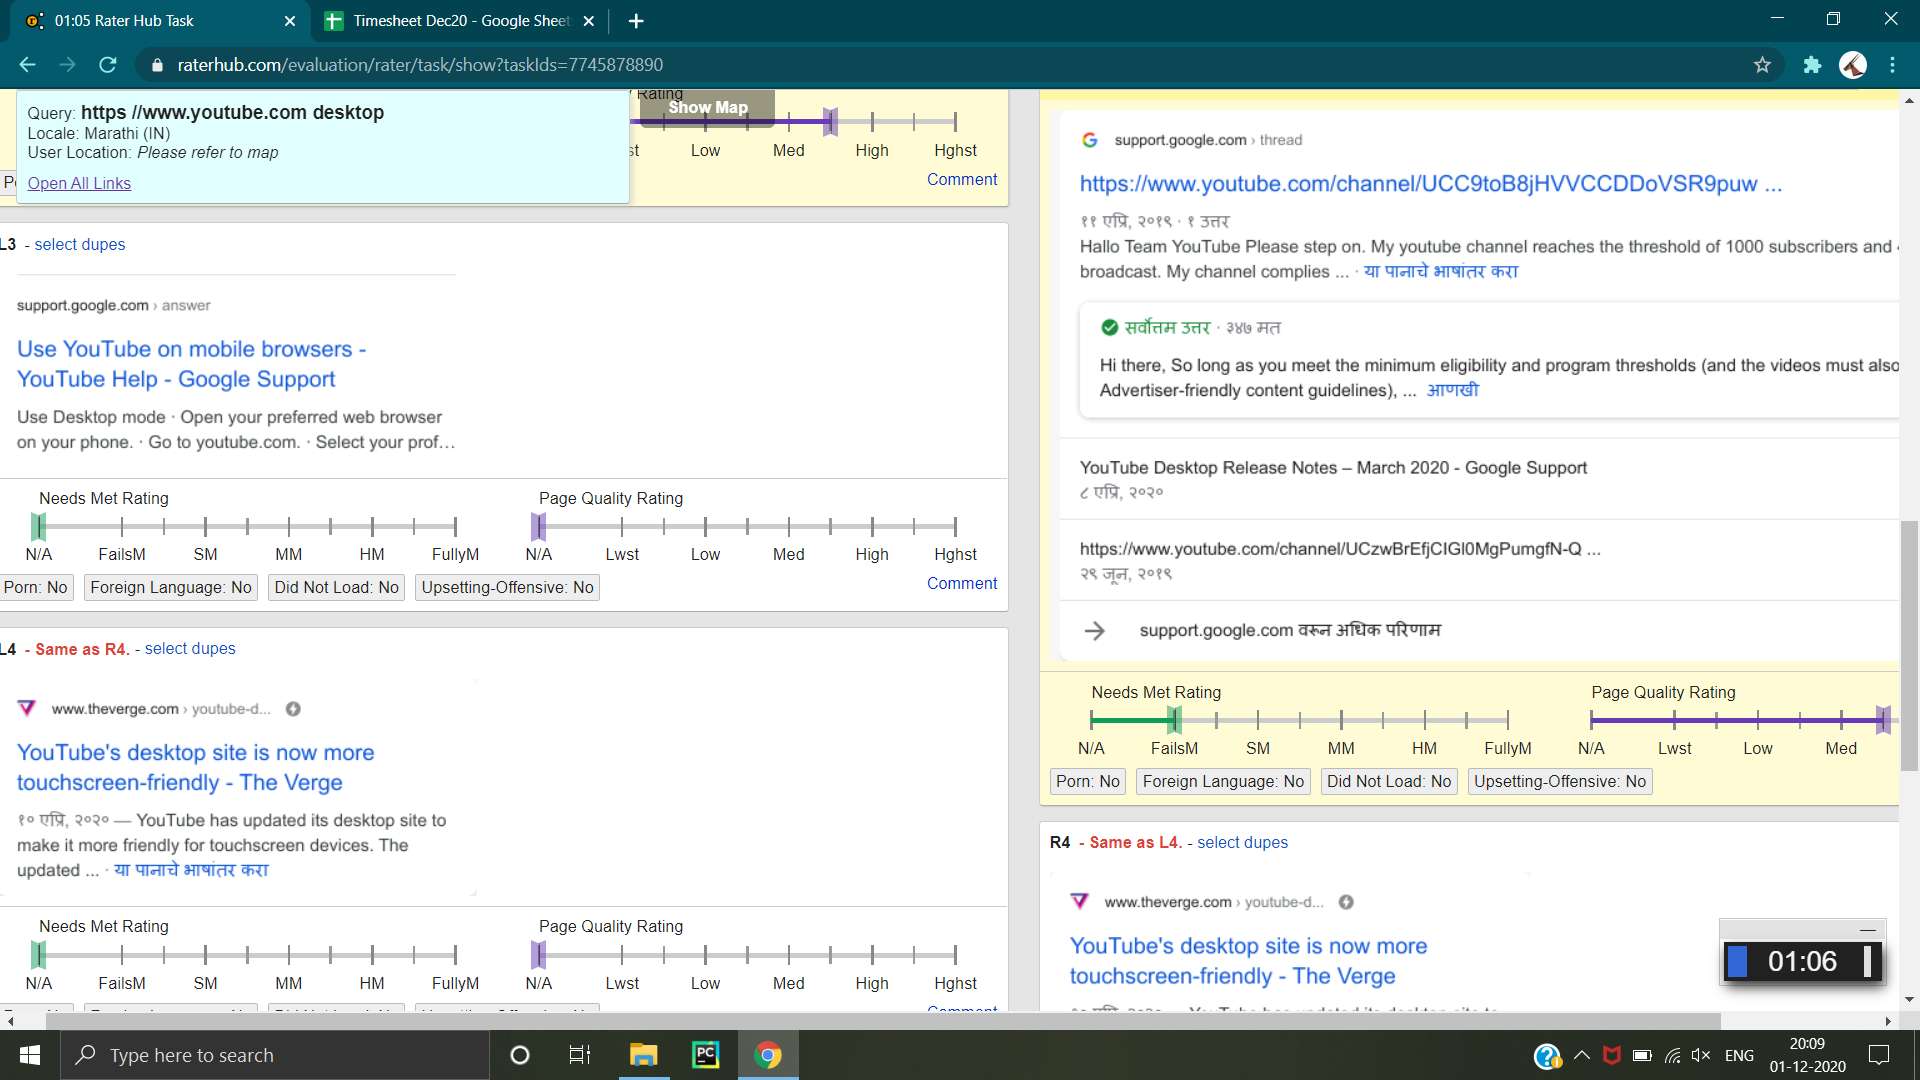 01:05 Rater Hub Task
Timesheet Dec20 - Google Sheet
raterhub.com/evaluation/rater/task/show?taskIds=7745878890
Query: https //www.youtube.com desktop
Locale: Marathi (IN)
User Location: Please refer to map
Open All Links
Rating
Show Map
Low Med High Hghst
Comment
L3 - select dupes
support.google.com › answer
Use YouTube on mobile browsers -
YouTube Help - Google Support
Use Desktop mode · Open your preferred web browser
on your phone. · Go to youtube.com. · Select your prof...
Needs Met Rating
N/A FailsM SM MM HM FullyM
Page Quality Rating
N/A Lwst Low Med High Hghst
Porn: No Foreign Language: No Did Not Load: No Upsetting-Offensive: No
Comment
L4 - Same as R4. - select dupes
www.theverge.com › youtube-d...
YouTube's desktop site is now more
touchscreen-friendly - The Verge
१० एप्रि, २०२० — YouTube has updated its desktop site to
make it more friendly for touchscreen devices. The
updated ... · या पानाचे भाषांतर करा
Needs Met Rating
N/A FailsM SM MM HM FullyM
Page Quality Rating
N/A Lwst Low Med High Hghst
support.google.com › thread
https://www.youtube.com/channel/UCC9toB8jHVVCCDDoVSR9puw ...
११ एप्रि, २०१९ · १ उत्तर
Hallo Team YouTube Please step on. My youtube channel reaches the threshold of 1000 subscribers and
broadcast. My channel complies ... · या पानाचे भाषांतर करा
सर्वोत्तम उत्तर · ३४७ मत
Hi there, So long as you meet the minimum eligibility and program thresholds (and the videos must also
Advertiser-friendly content guidelines), ... आणखी
YouTube Desktop Release Notes – March 2020 - Google Support
८ एप्रि, २०२०
https://www.youtube.com/channel/UCzwBrEfjCIGl0MgPumgfN-Q ...
२९ जून, २०१९
support.google.com वरून अधिक परिणाम
Needs Met Rating
N/A FailsM SM MM HM FullyM
Page Quality Rating
N/A Lwst Low Med
Porn: No Foreign Language: No Did Not Load: No Upsetting-Offensive: No
R4 - Same as L4. - select dupes
www.theverge.com › youtube-d...
YouTube's desktop site is now more
touchscreen-friendly - The Verge
01:06
Type here to search
PC
ENG
20:09
01-12-2020